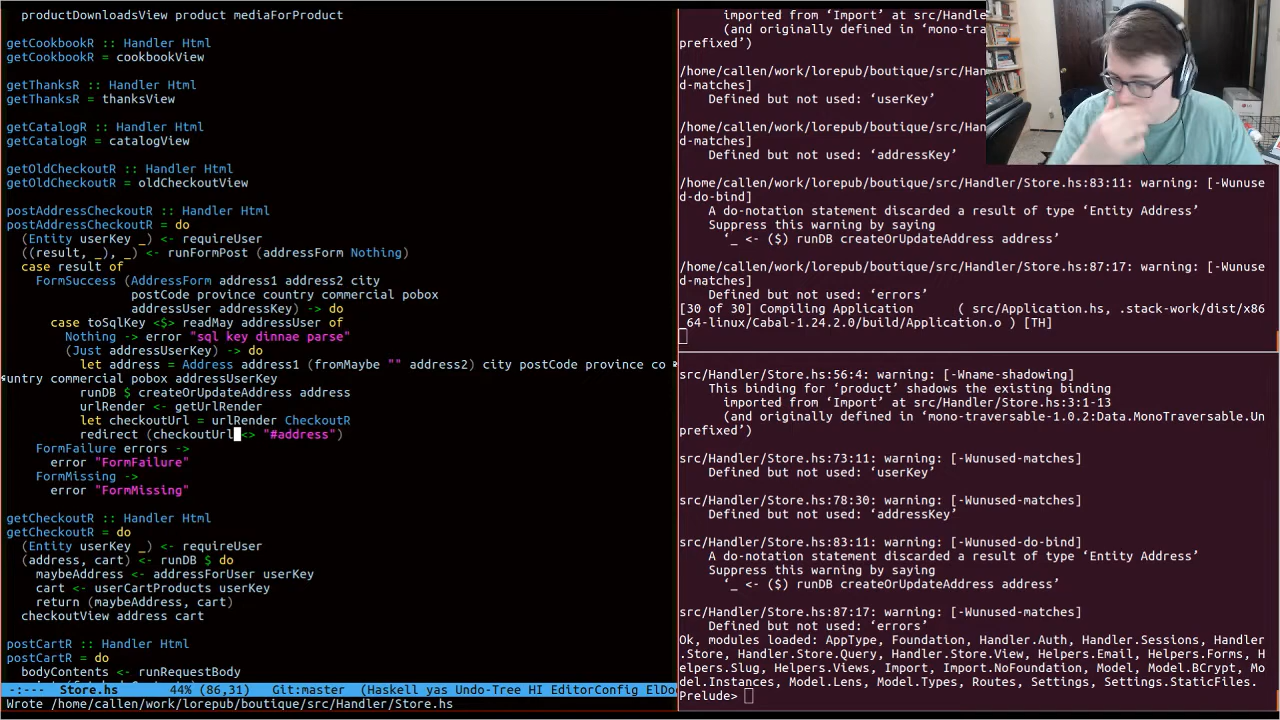 productDownloadsView product mediaForProduct
getCookbookR :: Handler Html
getCookbookR = cookbookView
getThanksR :: Handler Html
getThanksR = thanksView
getCatalogR :: Handler Html
getCatalogR = catalogView
getOldCheckoutR :: Handler Html
getOldCheckoutR = oldCheckoutView
postAddressCheckoutR :: Handler Html
postAddressCheckoutR = do
(Entity userKey _) <- requireUser
((result, _), _) <- runFormPost (addressForm Nothing)
case result of
FormSuccess (AddressForm address1 address2 city
postCode province country commercial pobox
addressUser addressKey) -> do
case toSqlKey <$> readMay addressUser of
Nothing -> error "sql key dinnae parse"
(Just addressUserKey) -> do
let address = Address address1 (fromMaybe "" address2) city postCode province co
untry commercial pobox addressUserKey
runDB $ createOrUpdateAddress address
urlRender <- getUrlRender
let checkoutUrl = urlRender CheckoutR
redirect (checkoutUrl <> "#address")
FormFailure errors ->
error "FormFailure"
FormMissing ->
error "FormMissing"
getCheckoutR :: Handler Html
getCheckoutR = do
(Entity userKey _) <- requireUser
(address, cart) <- runDB $ do
maybeAddress <- addressForUser userKey
cart <- userCartProducts userKey
return (maybeAddress, cart)
checkoutView address cart
postCartR :: Handler Html
postCartR = do
bodyContents <- runRequestBody
-:--- Store.hs 44% (86,31) Git:master (Haskell yas Undo-Tree HI EditorConfig ElDo
Wrote /home/callen/work/lorepub/boutique/src/Handler/Store.hs
imported from ‘Import’ at src/Handle
(and originally defined in ‘mono-tra
prefixed’)
/home/callen/work/lorepub/boutique/src/Han
d-matches]
Defined but not used: ‘userKey’
/home/callen/work/lorepub/boutique/src/Han
d-matches]
Defined but not used: ‘addressKey’
/home/callen/work/lorepub/boutique/src/Handler/Store.hs:83:11: warning: [-Wunuse
d-do-bind]
A do-notation statement discarded a result of type ‘Entity Address’
Suppress this warning by saying
‘_ <- ($) runDB createOrUpdateAddress address’
/home/callen/work/lorepub/boutique/src/Handler/Store.hs:87:17: warning: [-Wunuse
d-matches]
Defined but not used: ‘errors’
[30 of 30] Compiling Application ( src/Application.hs, .stack-work/dist/x86
_64-linux/Cabal-1.24.2.0/build/Application.o ) [TH]
src/Handler/Store.hs:56:4: warning: [-Wname-shadowing]
This binding for ‘product’ shadows the existing binding
imported from ‘Import’ at src/Handler/Store.hs:3:1-13
(and originally defined in ‘mono-traversable-1.0.2:Data.MonoTraversable.Un
prefixed’)
src/Handler/Store.hs:73:11: warning: [-Wunused-matches]
Defined but not used: ‘userKey’
src/Handler/Store.hs:78:30: warning: [-Wunused-matches]
Defined but not used: ‘addressKey’
src/Handler/Store.hs:83:11: warning: [-Wunused-do-bind]
A do-notation statement discarded a result of type ‘Entity Address’
Suppress this warning by saying
‘_ <- ($) runDB createOrUpdateAddress address’
src/Handler/Store.hs:87:17: warning: [-Wunused-matches]
Defined but not used: ‘errors’
Ok, modules loaded: AppType, Foundation, Handler.Auth, Handler.Sessions, Handler
.Store, Handler.Store.Query, Handler.Store.View, Helpers.Email, Helpers.Forms, H
elpers.Slug, Helpers.Views, Import, Import.NoFoundation, Model, Model.BCrypt, Mo
del.Instances, Model.Lens, Model.Types, Routes, Settings, Settings.StaticFiles.
Prelude>